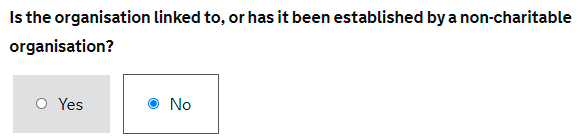 Is the organisation linked to, or has it been established by a non-charitable
organisation?
Yes
No